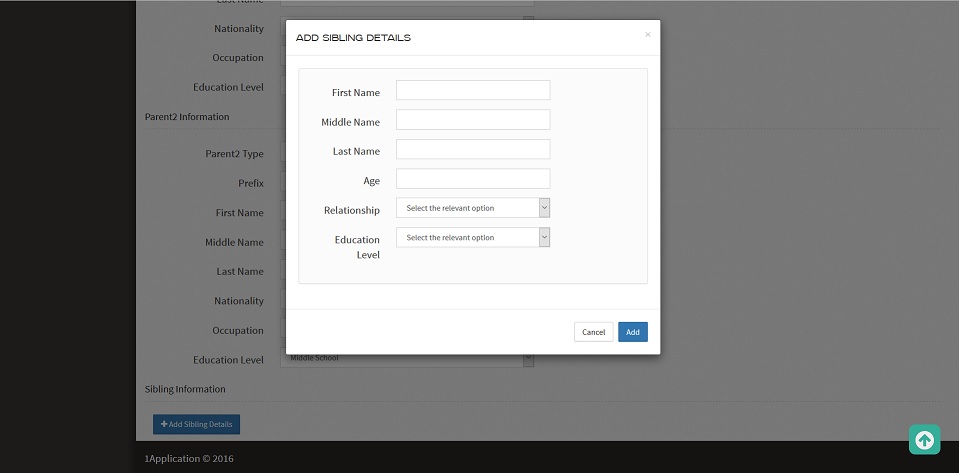 Last Name
Nationality
Occupation
Education Level
Parent2 Information
Parent2 Type
Prefix
First Name
Middle Name
Last Name
Nationality
Occupation
Education Level
Middle School
Sibling Information
Add Sibling Details
1Application © 2016
ADD SIBLING DETAILS
×
First Name
Middle Name
Last Name
Age
Relationship
Select the relevant option
Education
Level
Select the relevant option
Cancel
Add